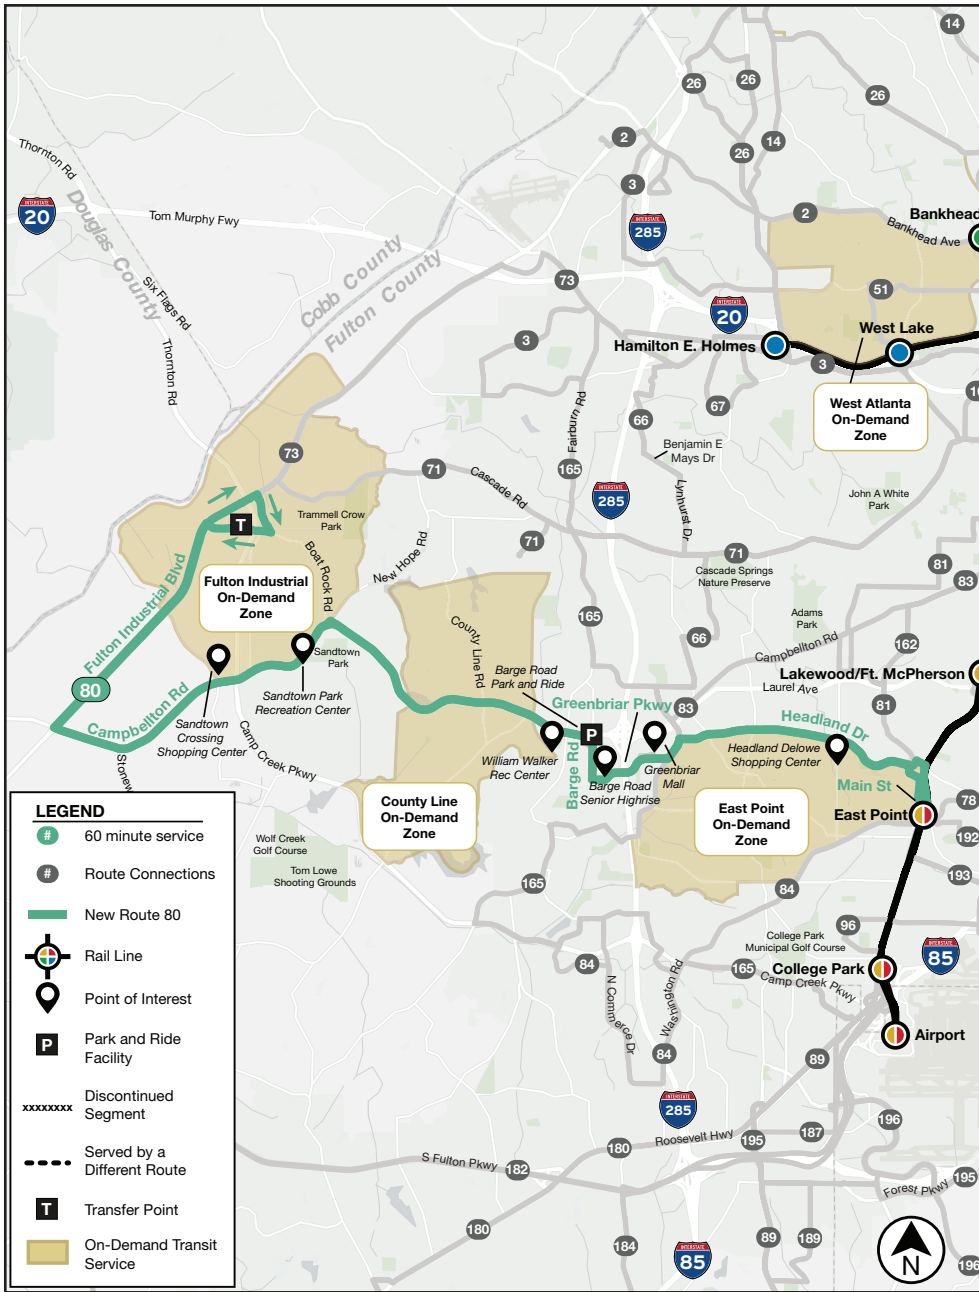 14
26
26
26
2
26
14
3
Thornton Rd
INTERSTATE
20
Douglas County
Tom Murphy Fwy
INTERSTATE
285
2
Bankhead
Bankhead Ave
Cobb County
Fulton County
Six Flags Rd
73
51
INTERSTATE
20
West Lake
Hamilton E. Holmes
3
3
Thornton Rd
West Atlanta
On-Demand
Zone
67
66
Fairburn Rd
Benjamin E
Mays Dr
73
71
165
Cascade Rd
INTERSTATE
285
Lynhurst Dr
John A White
Park
Trammell Crow
Park
T
71
71
New Hope Rd
Boat Rock Rd
Cascade Springs
Nature Preserve
81
83
Fulton Industrial
On-Demand
Zone
Fulton Industrial Blvd
County Line Rd
165
66
Adams
Park
Campbellton Rd
162
Sandtown
Park
Barge Road
Park and Ride
Lakewood/Ft. McPherson
Laurel Ave
80
Campbellton Rd
Sandtown Park
Recreation Center
Greenbriar Pkwy
83
81
Sandtown
Crossing
Shopping Center
P
Headland Dr
Headland Delowe
Shopping Center
Camp Creek Pkwy
William Walker
Rec Center
Barge Rd
Greenbriar
Mall
Barge Road
Senior Highrise
Main St
Stonew
County Line
On-Demand
Zone
East Point
On-Demand
Zone
East Point
78
192
193
Wolf Creek
Golf Course
Tom Lowe
Shooting Grounds
165
84
96
College Park
Municipal Golf Course
INTERSTATE
85
84
165
College Park
Camp Creek Pkwy
N Commerce Dr
Washington Rd
Airport
84
89
INTERSTATE
285
196
187
195
180
Roosevelt Hwy
S Fulton Pkwy
182
195
Forest Pkwy
180
184
INTERSTATE
85
89
189
196
N
LEGEND
# 60 minute service
# Route Connections
New Route 80
Rail Line
Point of Interest
P Park and Ride
Facility
xxxxxxxx Discontinued
Segment
Served by a
Different Route
T Transfer Point
On-Demand Transit
Service